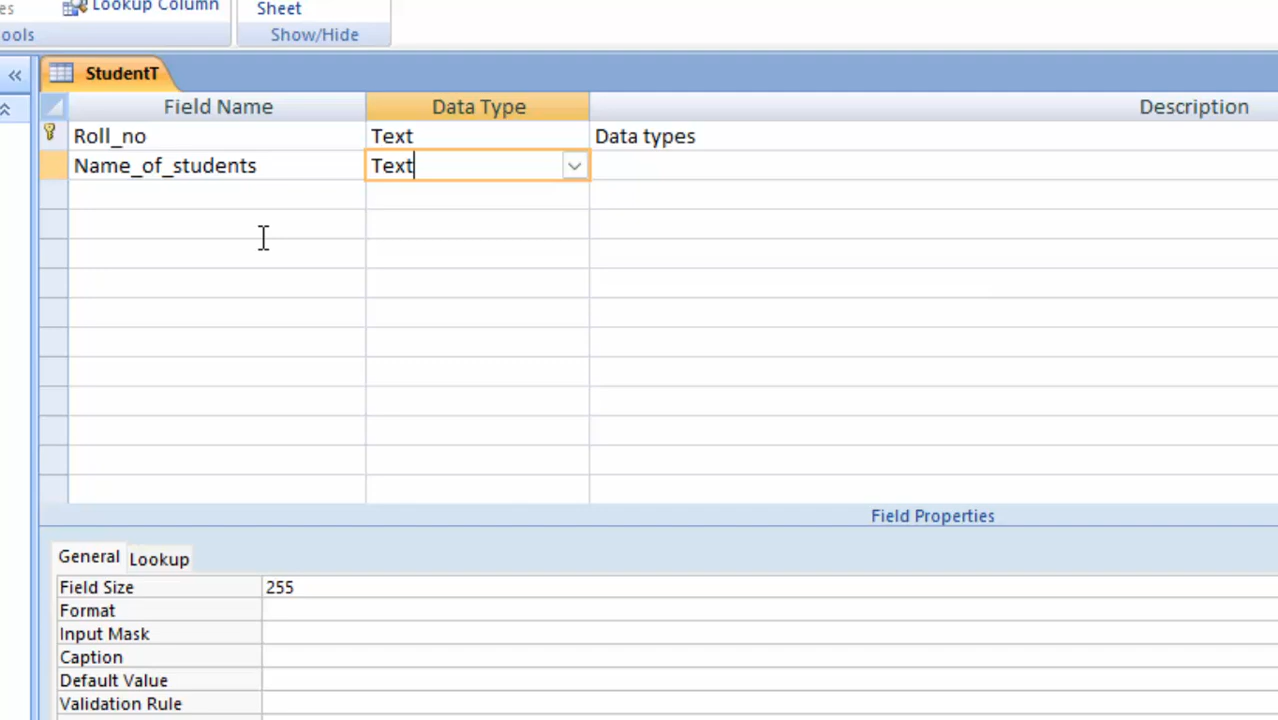 es Lookup Column Sheet
ools Show/Hide
StudentT
Field Name Data Type Description
Roll_no Text Data types
Name_of_students Text
Field Properties
General Lookup
Field Size 255
Format
Input Mask
Caption
Default Value
Validation Rule